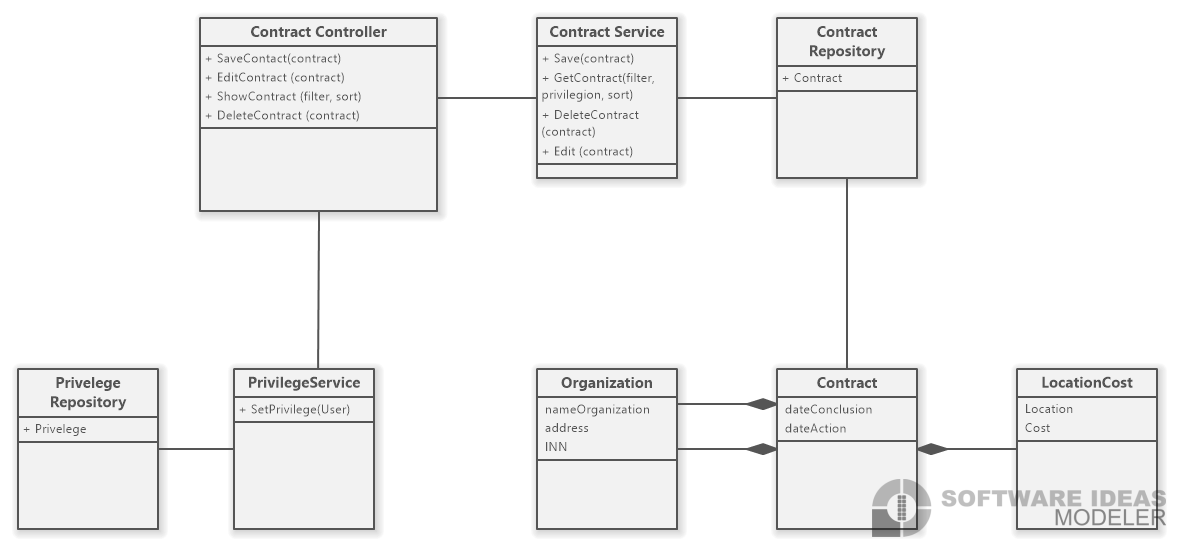 Contract Controller
+ SaveContact(contract)
+ EditContract (contract)
+ ShowContract (filter, sort)
+ DeleteContract (contract)
Contract Service
+ Save(contract)
+ GetContract(filter,
privilegion, sort)
+ DeleteContract
(contract)
+ Edit (contract)
Contract
Repository
+ Contract
Privelege
Repository
+ Privelege
PrivilegeService
+ SetPrivilege(User)
Organization
nameOrganization
address
INN
Contract
dateConclusion
dateAction
LocationCost
Location
Cost
SOFTWARE IDEAS
MODELER